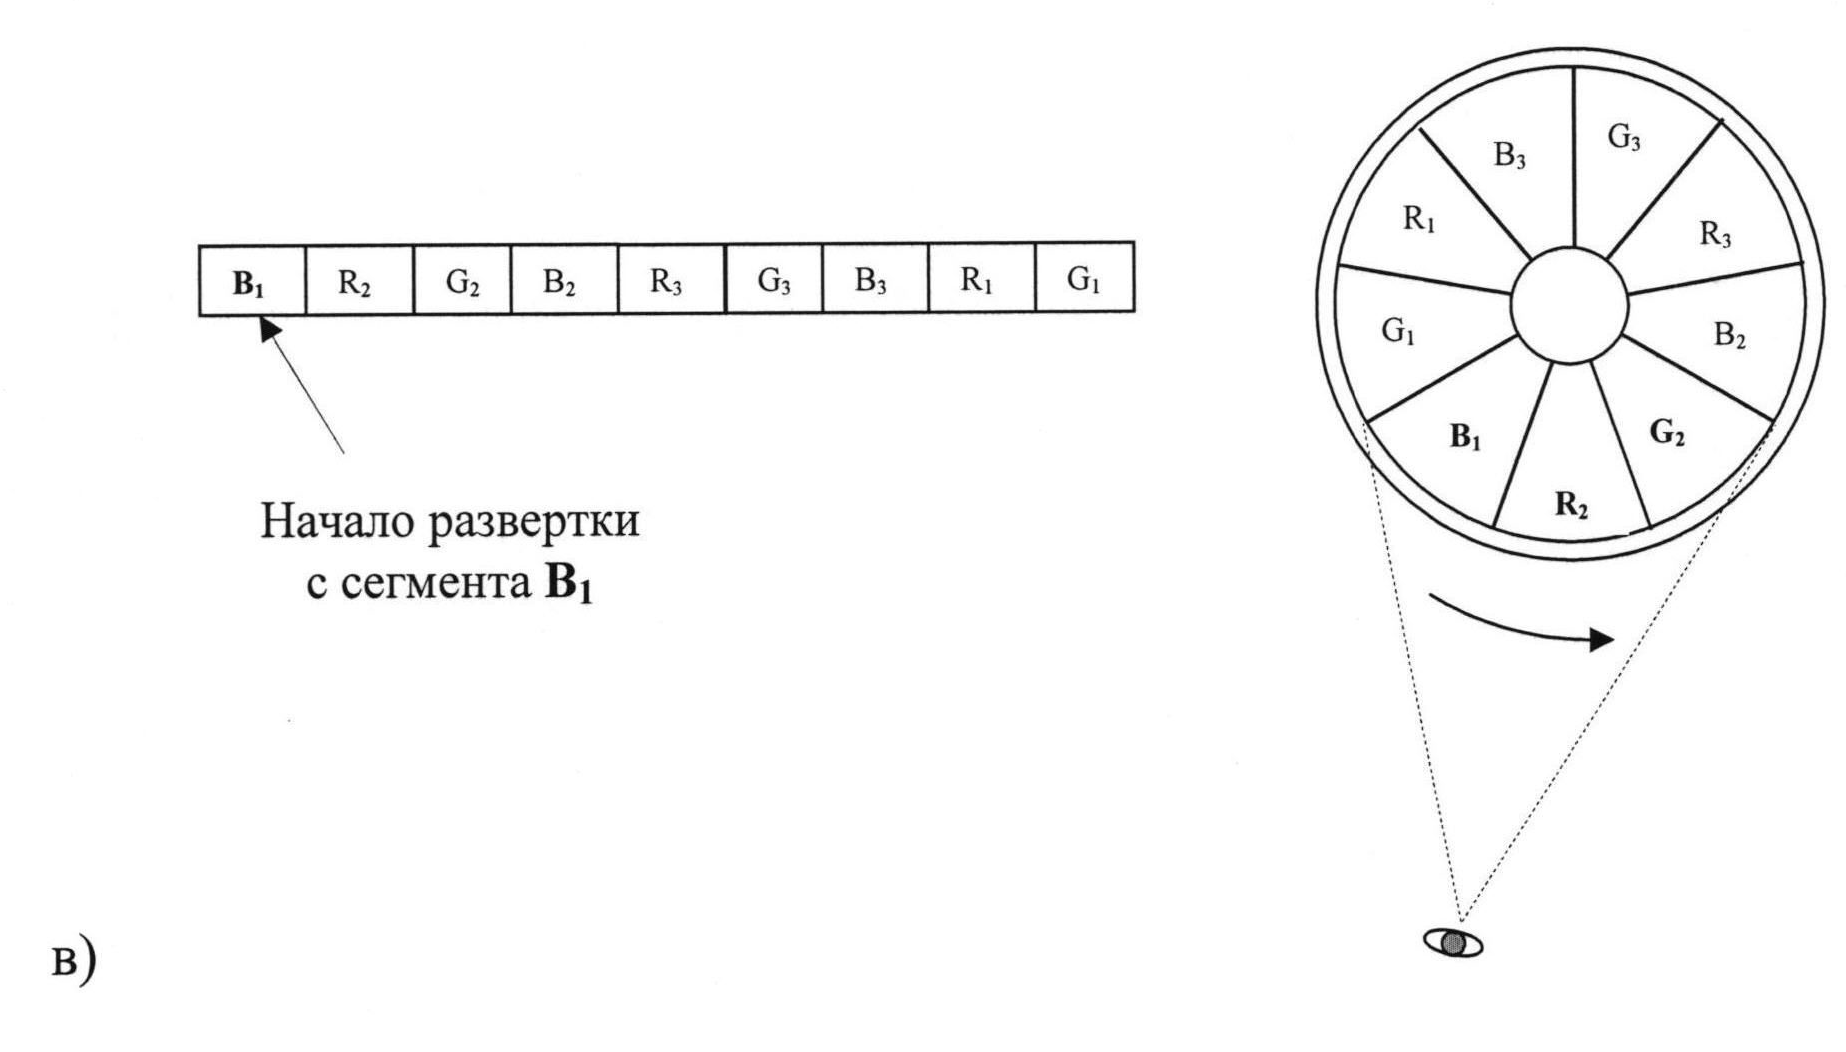 B₁ R₂ G₂ B₂ R₃ G₃ B₃ R₁ G₁
Начало развертки
с сегмента B₁
B₃ G₃
R₁ R₃
G₁ B₂
B₁ G₂
R₂
в)